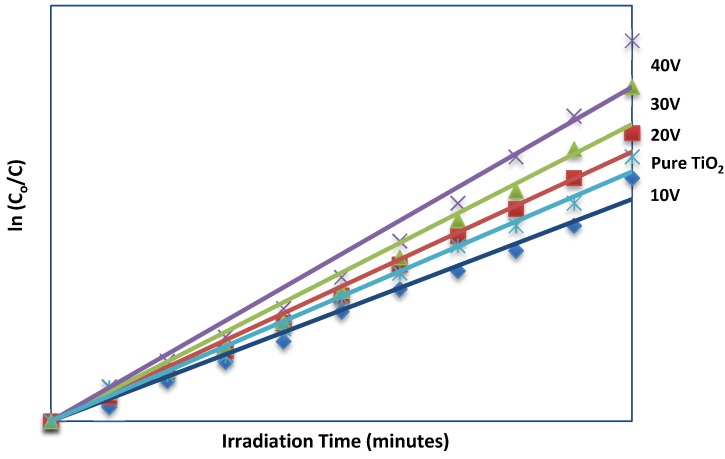 40V
30V
20V
Pure TiO₂
10V
ln (Cₒ/C)
Irradiation Time (minutes)